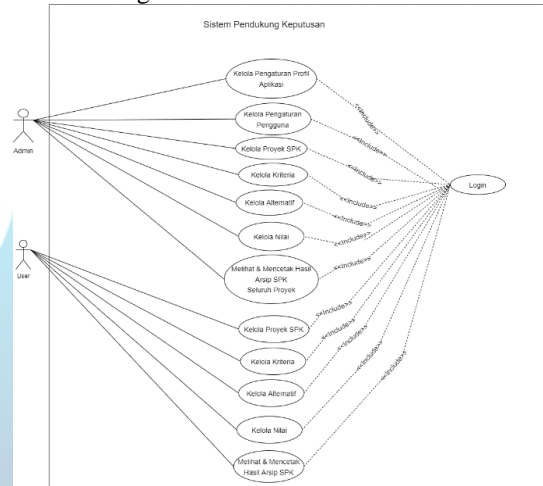 Sistem Pendukung Keputusan
Kelola Pengaturan Profil
Aplikasi
Kelola Pengaturan
Pengguna
Kelola Proyek SPK
Kelola Kriteria
Kelola Alternatif
Kelola Nilai
Melihat & Mencetak Hasil
Arsip SPK
Seluruh Proyek
Admin
Login
User
Kelola Proyek SPK
Kelola Kriteria
Kelola Alternatif
Kelola Nilai
Melihat & Mencetak
Hasil Arsip SPK
<<Include>>
<<Include>>
<<Include>>
<<Include>>
<<Include>>
<<Include>>
<<Include>>
<<Include>>
<<Include>>
<<Include>>
<<Include>>
<<Include>>